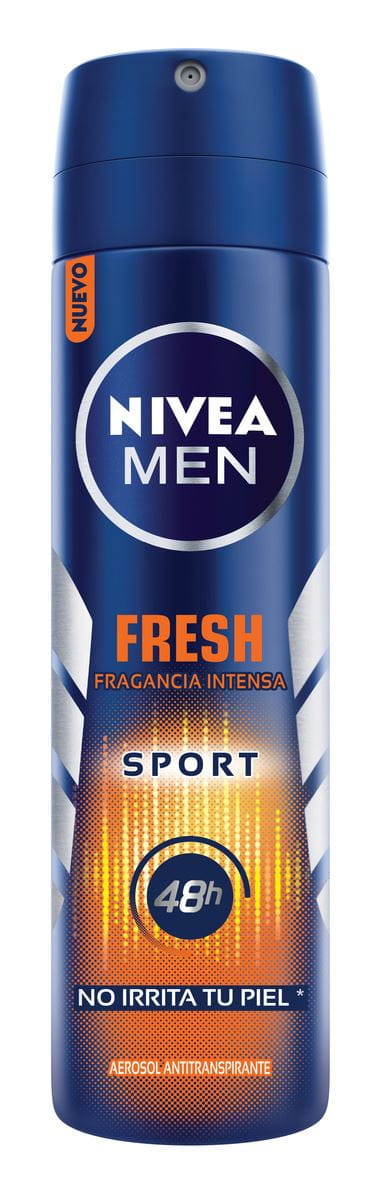 NUEVO
NIVEA
MEN
FRESH
FRAGANCIA INTENSA
SPORT
48h
NO IRRITA TU PIEL *
AEROSOL ANTITRANSPIRANTE